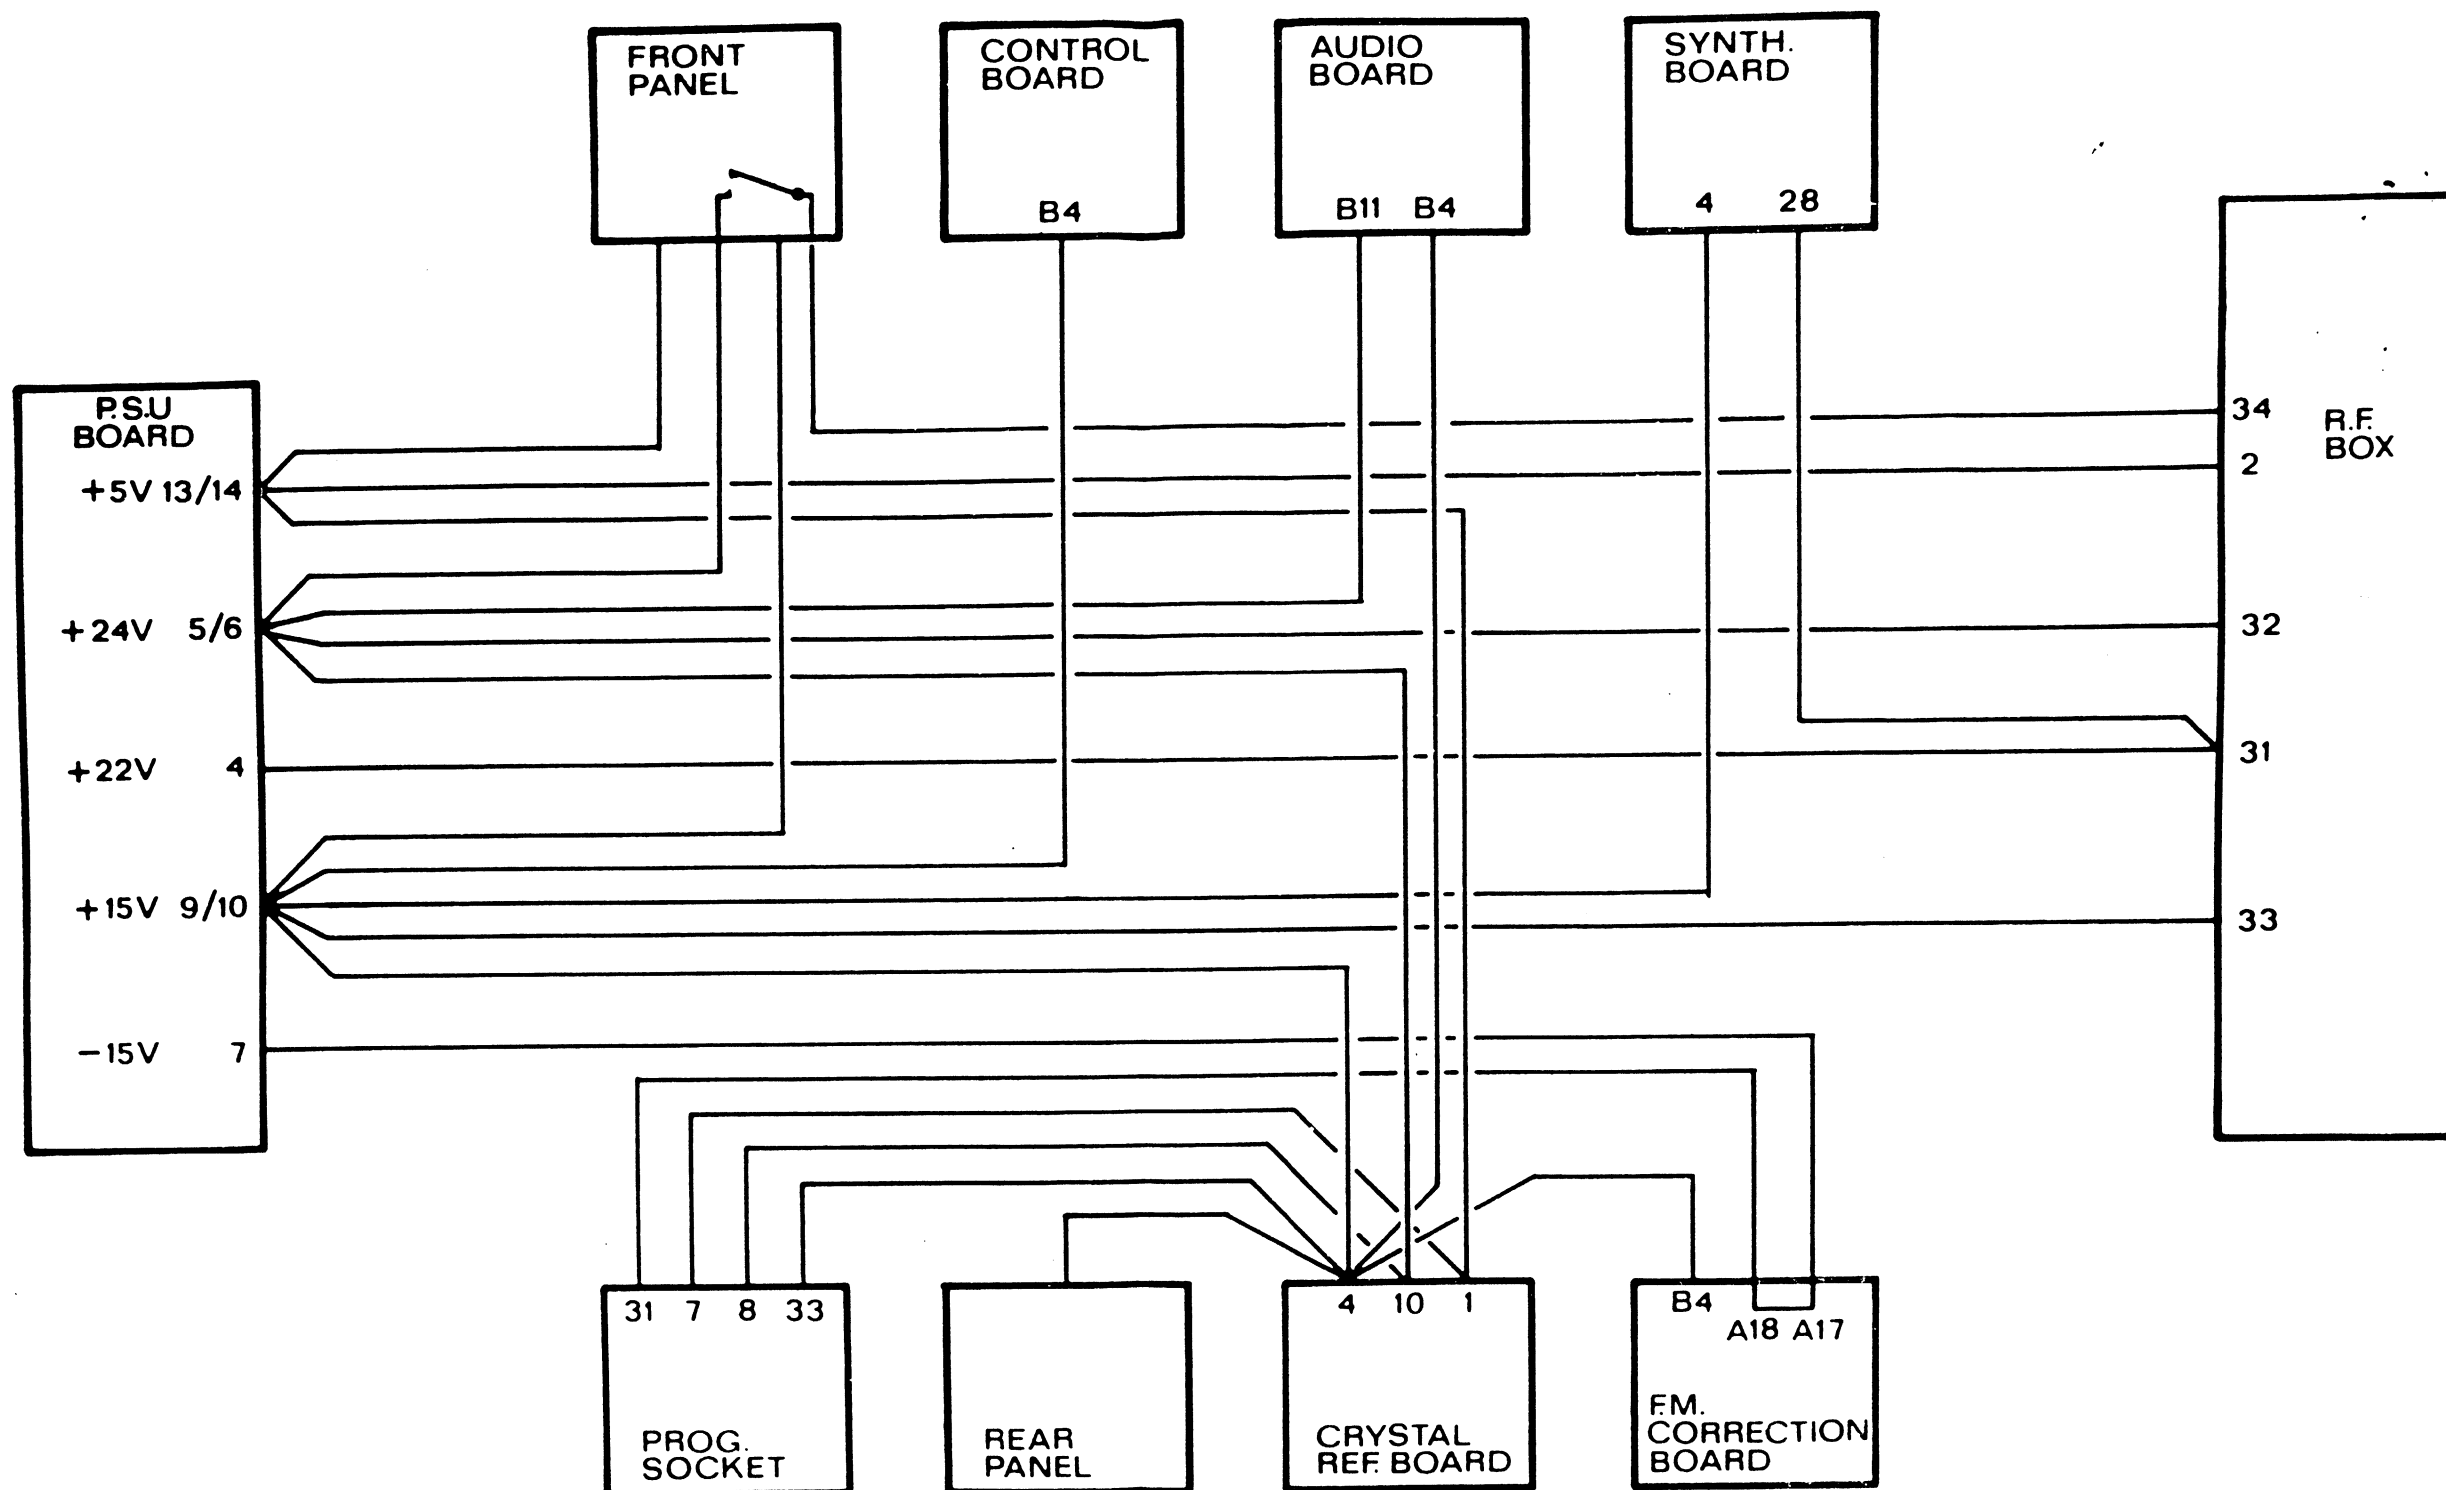 FRONT
PANEL
CONTROL
BOARD
B4
AUDIO
BOARD
B11 B4
SYNTH.
BOARD
4 28
P.S.U
BOARD
+5V 13/14
+24V 5/6
+22V 4
+15V 9/10
-15V 7
34
2
R.F.
BOX
32
31
33
31 7 8 33
PROG.
SOCKET
REAR
PANEL
4 10 1
CRYSTAL
REF. BOARD
B4
A18 A17
F.M.
CORRECTION
BOARD